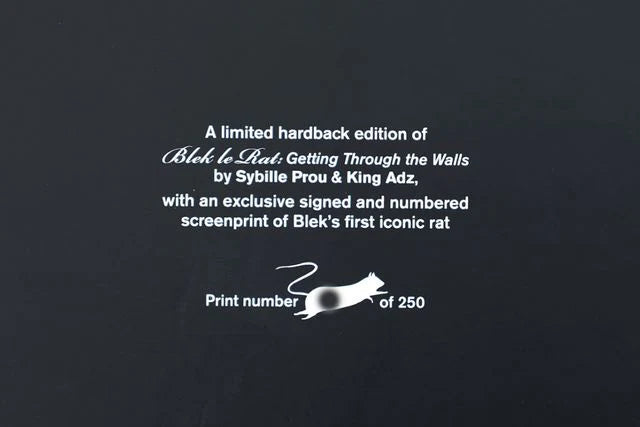 A limited hardback edition of
Blek le Rat: Getting Through the Walls
by Sybille Prou & King Adz,
with an exclusive signed and numbered
screenprint of Blek's first iconic rat
Print number of 250